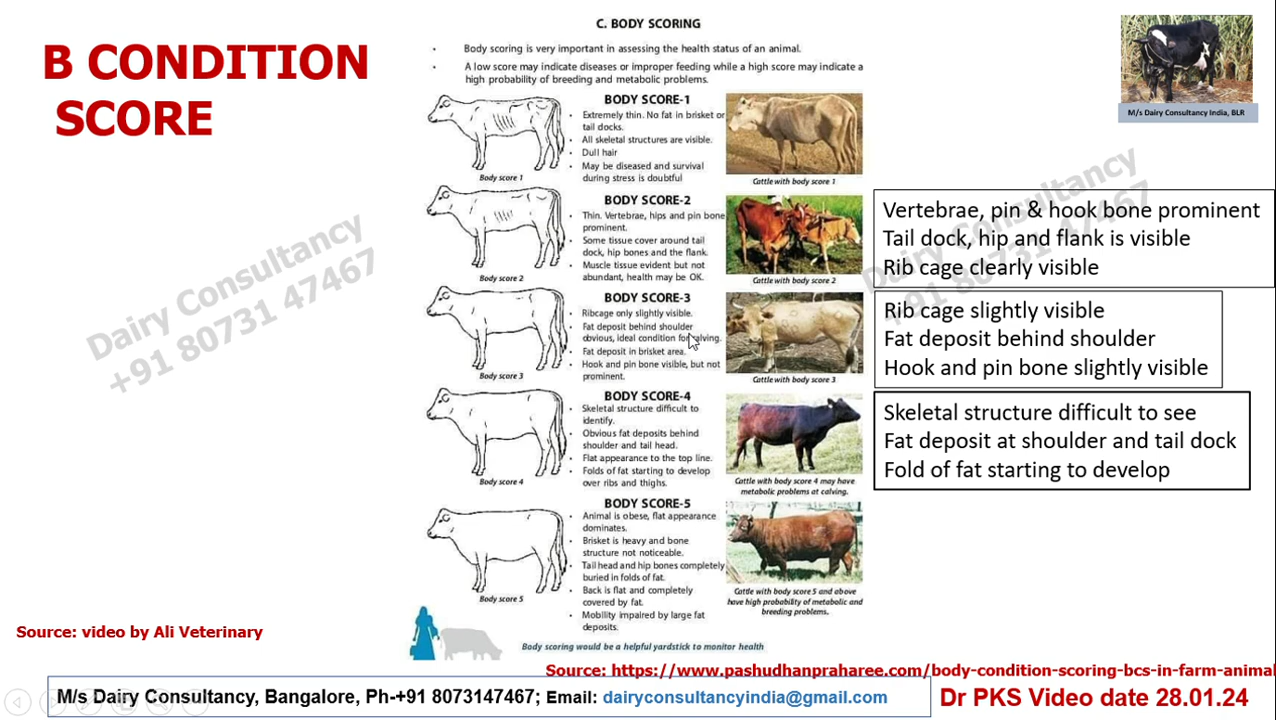 B CONDITION
SCORE
C. BODY SCORING
• Body scoring is very important in assessing the health status of an animal.
• A low score may indicate diseases or improper feeding while a high score may indicate a
high probability of breeding and metabolic problems.
M/s Dairy Consultancy India, BLR
BODY SCORE-1
• Extremely thin. No fat in brisket or
tail docks.
• All skeletal structures are visible.
• Dull hair
• May be diseased and survival
during stress is doubtful
Body score 1
Cattle with body score 1
BODY SCORE-2
• Thin. Vertebrae, hips and pin bone
prominent.
• Some tissue cover around tail
dock, hip bones and the flank.
• Muscle tissue evident but not
abundant, health may be OK.
Body score 2
Cattle with body score 2
Vertebrae, pin & hook bone prominent
Tail dock, hip and flank is visible
Rib cage clearly visible
BODY SCORE-3
• Ribcage only slightly visible.
• Fat deposit behind shoulder
obvious, ideal condition for calving.
• Fat deposit in brisket area.
• Hook and pin bone visible, but not
prominent.
Body score 3
Cattle with body score 3
Rib cage slightly visible
Fat deposit behind shoulder
Hook and pin bone slightly visible
BODY SCORE-4
• Skeletal structure difficult to
identify.
• Obvious fat deposits behind
shoulder and tail head.
• Flat appearance to the top line.
• Folds of fat starting to develop
over ribs and thighs.
Body score 4
Cattle with body score 4 may have
metabolic problems at calving.
Skeletal structure difficult to see
Fat deposit at shoulder and tail dock
Fold of fat starting to develop
BODY SCORE-5
• Animal is obese, flat appearance
dominates.
• Brisket is heavy and bone
structure not noticeable.
• Tail head and hip bones completely
buried in folds of fat.
• Back is flat and completely
covered by fat.
• Mobility impaired by large fat
deposits.
Body score 5
Cattle with body score 5 and above
have high probability of metabolic and
breeding problems.
Dairy Consultancy
+91 80731 47467
Dairy Consultancy
+91 80731 47467
Source: video by Ali Veterinary
Body scoring would be a helpful yardstick to monitor health
Source: https://www.pashudhanpraharee.com/body-condition-scoring-bcs-in-farm-animal
M/s Dairy Consultancy, Bangalore, Ph-+91 8073147467; Email: dairyconsultancyindia@gmail.com
Dr PKS Video date 28.01.24